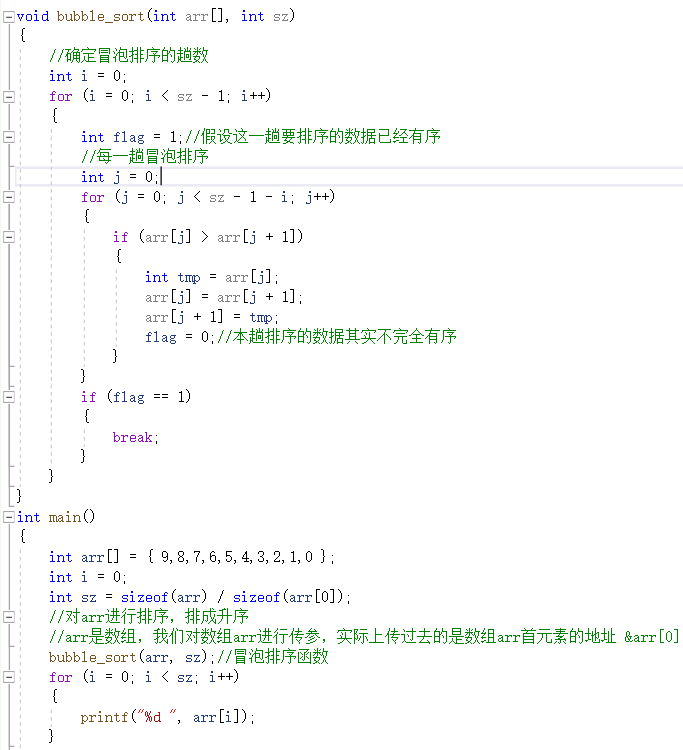 void bubble_sort(int arr[], int sz)
{
    //确定冒泡排序的趟数
    int i = 0;
    for (i = 0; i < sz - 1; i++)
    {
        int flag = 1;//假设这一趟要排序的数据已经有序
        //每一趟冒泡排序
        int j = 0;
        for (j = 0; j < sz - 1 - i; j++)
        {
            if (arr[j] > arr[j + 1])
            {
                int tmp = arr[j];
                arr[j] = arr[j + 1];
                arr[j + 1] = tmp;
                flag = 0;//本趟排序的数据其实不完全有序
            }
        }
        if (flag == 1)
        {
            break;
        }
    }
}
int main()
{
    int arr[] = { 9,8,7,6,5,4,3,2,1,0 };
    int i = 0;
    int sz = sizeof(arr) / sizeof(arr[0]);
    //对arr进行排序，排成升序
    //arr是数组，我们对数组arr进行传参，实际上传过去的是数组arr首元素的地址 &arr[0]
    bubble_sort(arr, sz);//冒泡排序函数
    for (i = 0; i < sz; i++)
    {
        printf("%d ", arr[i]);
    }